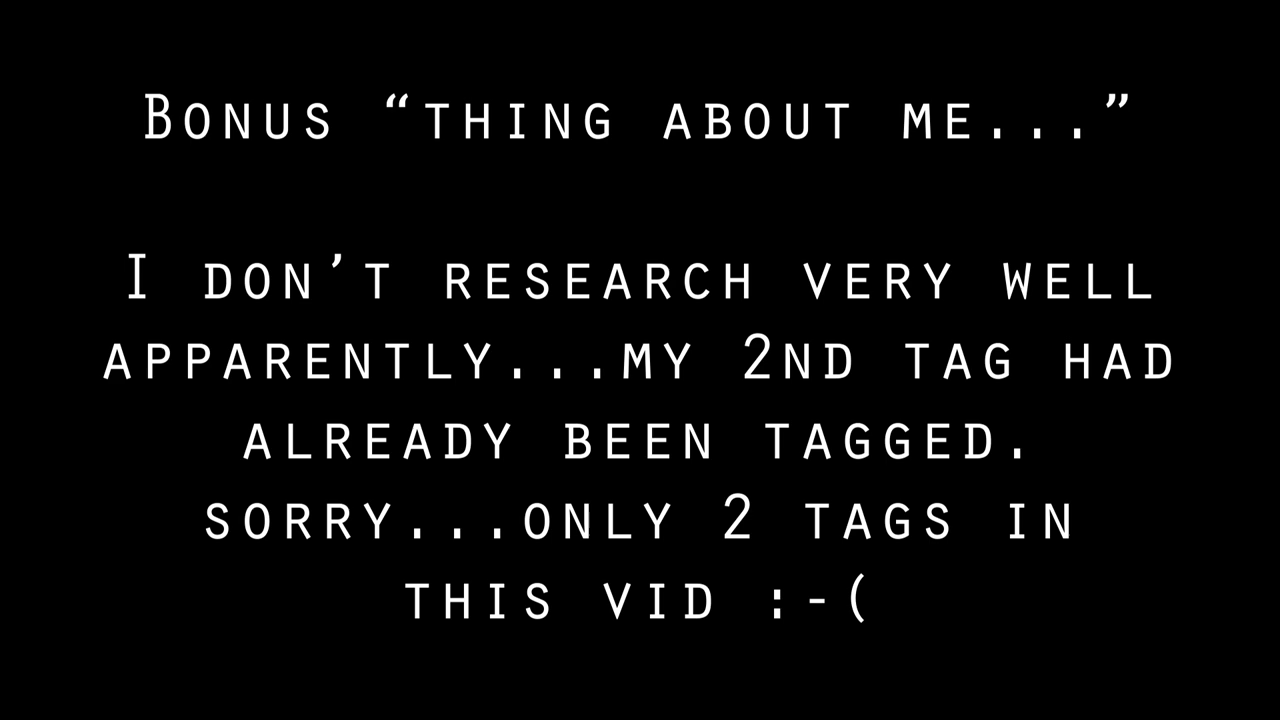 Bonus “thing about me...”
I don’t research very well
apparently...my 2nd tag had
already been tagged.
sorry...only 2 tags in
this vid :-(